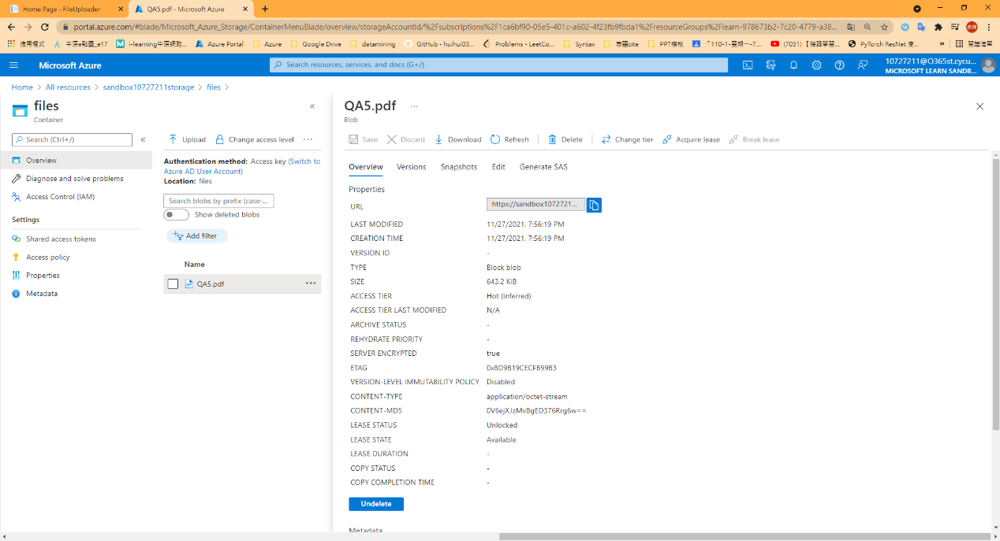 Home Page - FileUploader
QA5.pdf - Microsoft Azure
portal.azure.com/#blade/Microsoft_Azure_Storage/ContainerMenuBlade/overview/storageAccountId/%2Fsubscriptions%2F1ca6bf90-05e5-401c-a602-4f23fb9fbda1%2FresourceGroups%2Flearn-978673b2-7c20-4779-a38...
應用程式 中原e點靈_e17 i-learning中原網路... Azure Portal Azure Google Drive datamining GitHub - huihui03... Problems - LeetCo... Syntax 專題cite PPT模板 「110-1-星期一-7.... (7051) 【機器學習... PyTorch ResNet 使... » 閱讀清單
Microsoft Azure
Search resources, services, and docs (G+/)
10727211@O365st.cycu...
MICROSOFT LEARN SANDB...
Home > All resources > sandbox10727211storage > files >
files
Container
Search (Ctrl+/)
«
Overview
Diagnose and solve problems
Access Control (IAM)
Settings
Shared access tokens
Access policy
Properties
Metadata
«
Upload Change access level ...
Authentication method: Access key (Switch to
Azure AD User Account)
Location: files
Search blobs by prefix (case-...
Show deleted blobs
Add filter
Name
QA5.pdf ...
QA5.pdf ...
Blob
Save Discard Download Refresh Delete Change tier Acquire lease Break lease
Overview Versions Snapshots Edit Generate SAS
Properties
URL https://sandbox1072721...
LAST MODIFIED 11/27/2021, 7:56:19 PM
CREATION TIME 11/27/2021, 7:56:19 PM
VERSION ID -
TYPE Block blob
SIZE 643.2 KiB
ACCESS TIER Hot (Inferred)
ACCESS TIER LAST MODIFIED N/A
ARCHIVE STATUS -
REHYDRATE PRIORITY -
SERVER ENCRYPTED true
ETAG 0x8D9B19CECFB99B3
VERSION-LEVEL IMMUTABILITY POLICY Disabled
CONTENT-TYPE application/octet-stream
CONTENT-MD5 0V6ejXJzMvBgED376Rrg6w==
LEASE STATUS Unlocked
LEASE STATE Available
LEASE DURATION -
COPY STATUS -
COPY COMPLETION TIME -
Undelete
Metadata